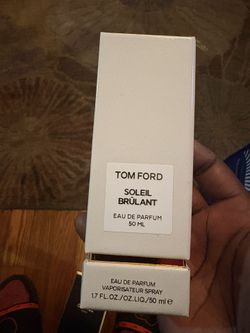 TOM FORD
SOLEIL
BRÛLANT
EAU DE PARFUM
50 ML
EAU DE PARFUM
VAPORISATEUR SPRAY
1.7 FL.OZ./OZ.LIQ./50 ml ℮